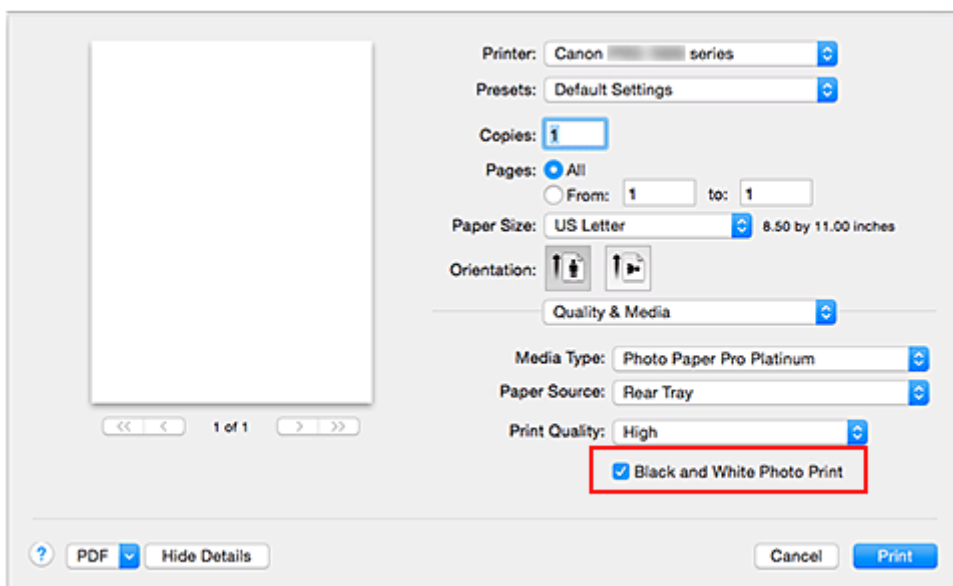 Printer: Canon series
Presets: Default Settings
Copies: 1
Pages: All
From: 1 to: 1
Paper Size: US Letter 8.50 by 11.00 inches
Orientation:
Quality & Media
Media Type: Photo Paper Pro Platinum
Paper Source: Rear Tray
<< < 1 of 1 > >>
Print Quality: High
Black and White Photo Print
? PDF Hide Details Cancel Print